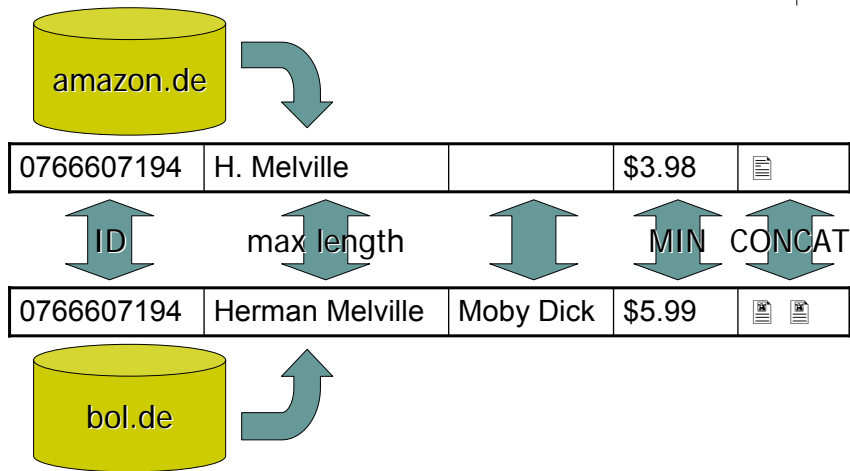 amazon.de
0766607194 H. Melville $3.98
ID max length MIN CONCAT
0766607194 Herman Melville Moby Dick $5.99
bol.de